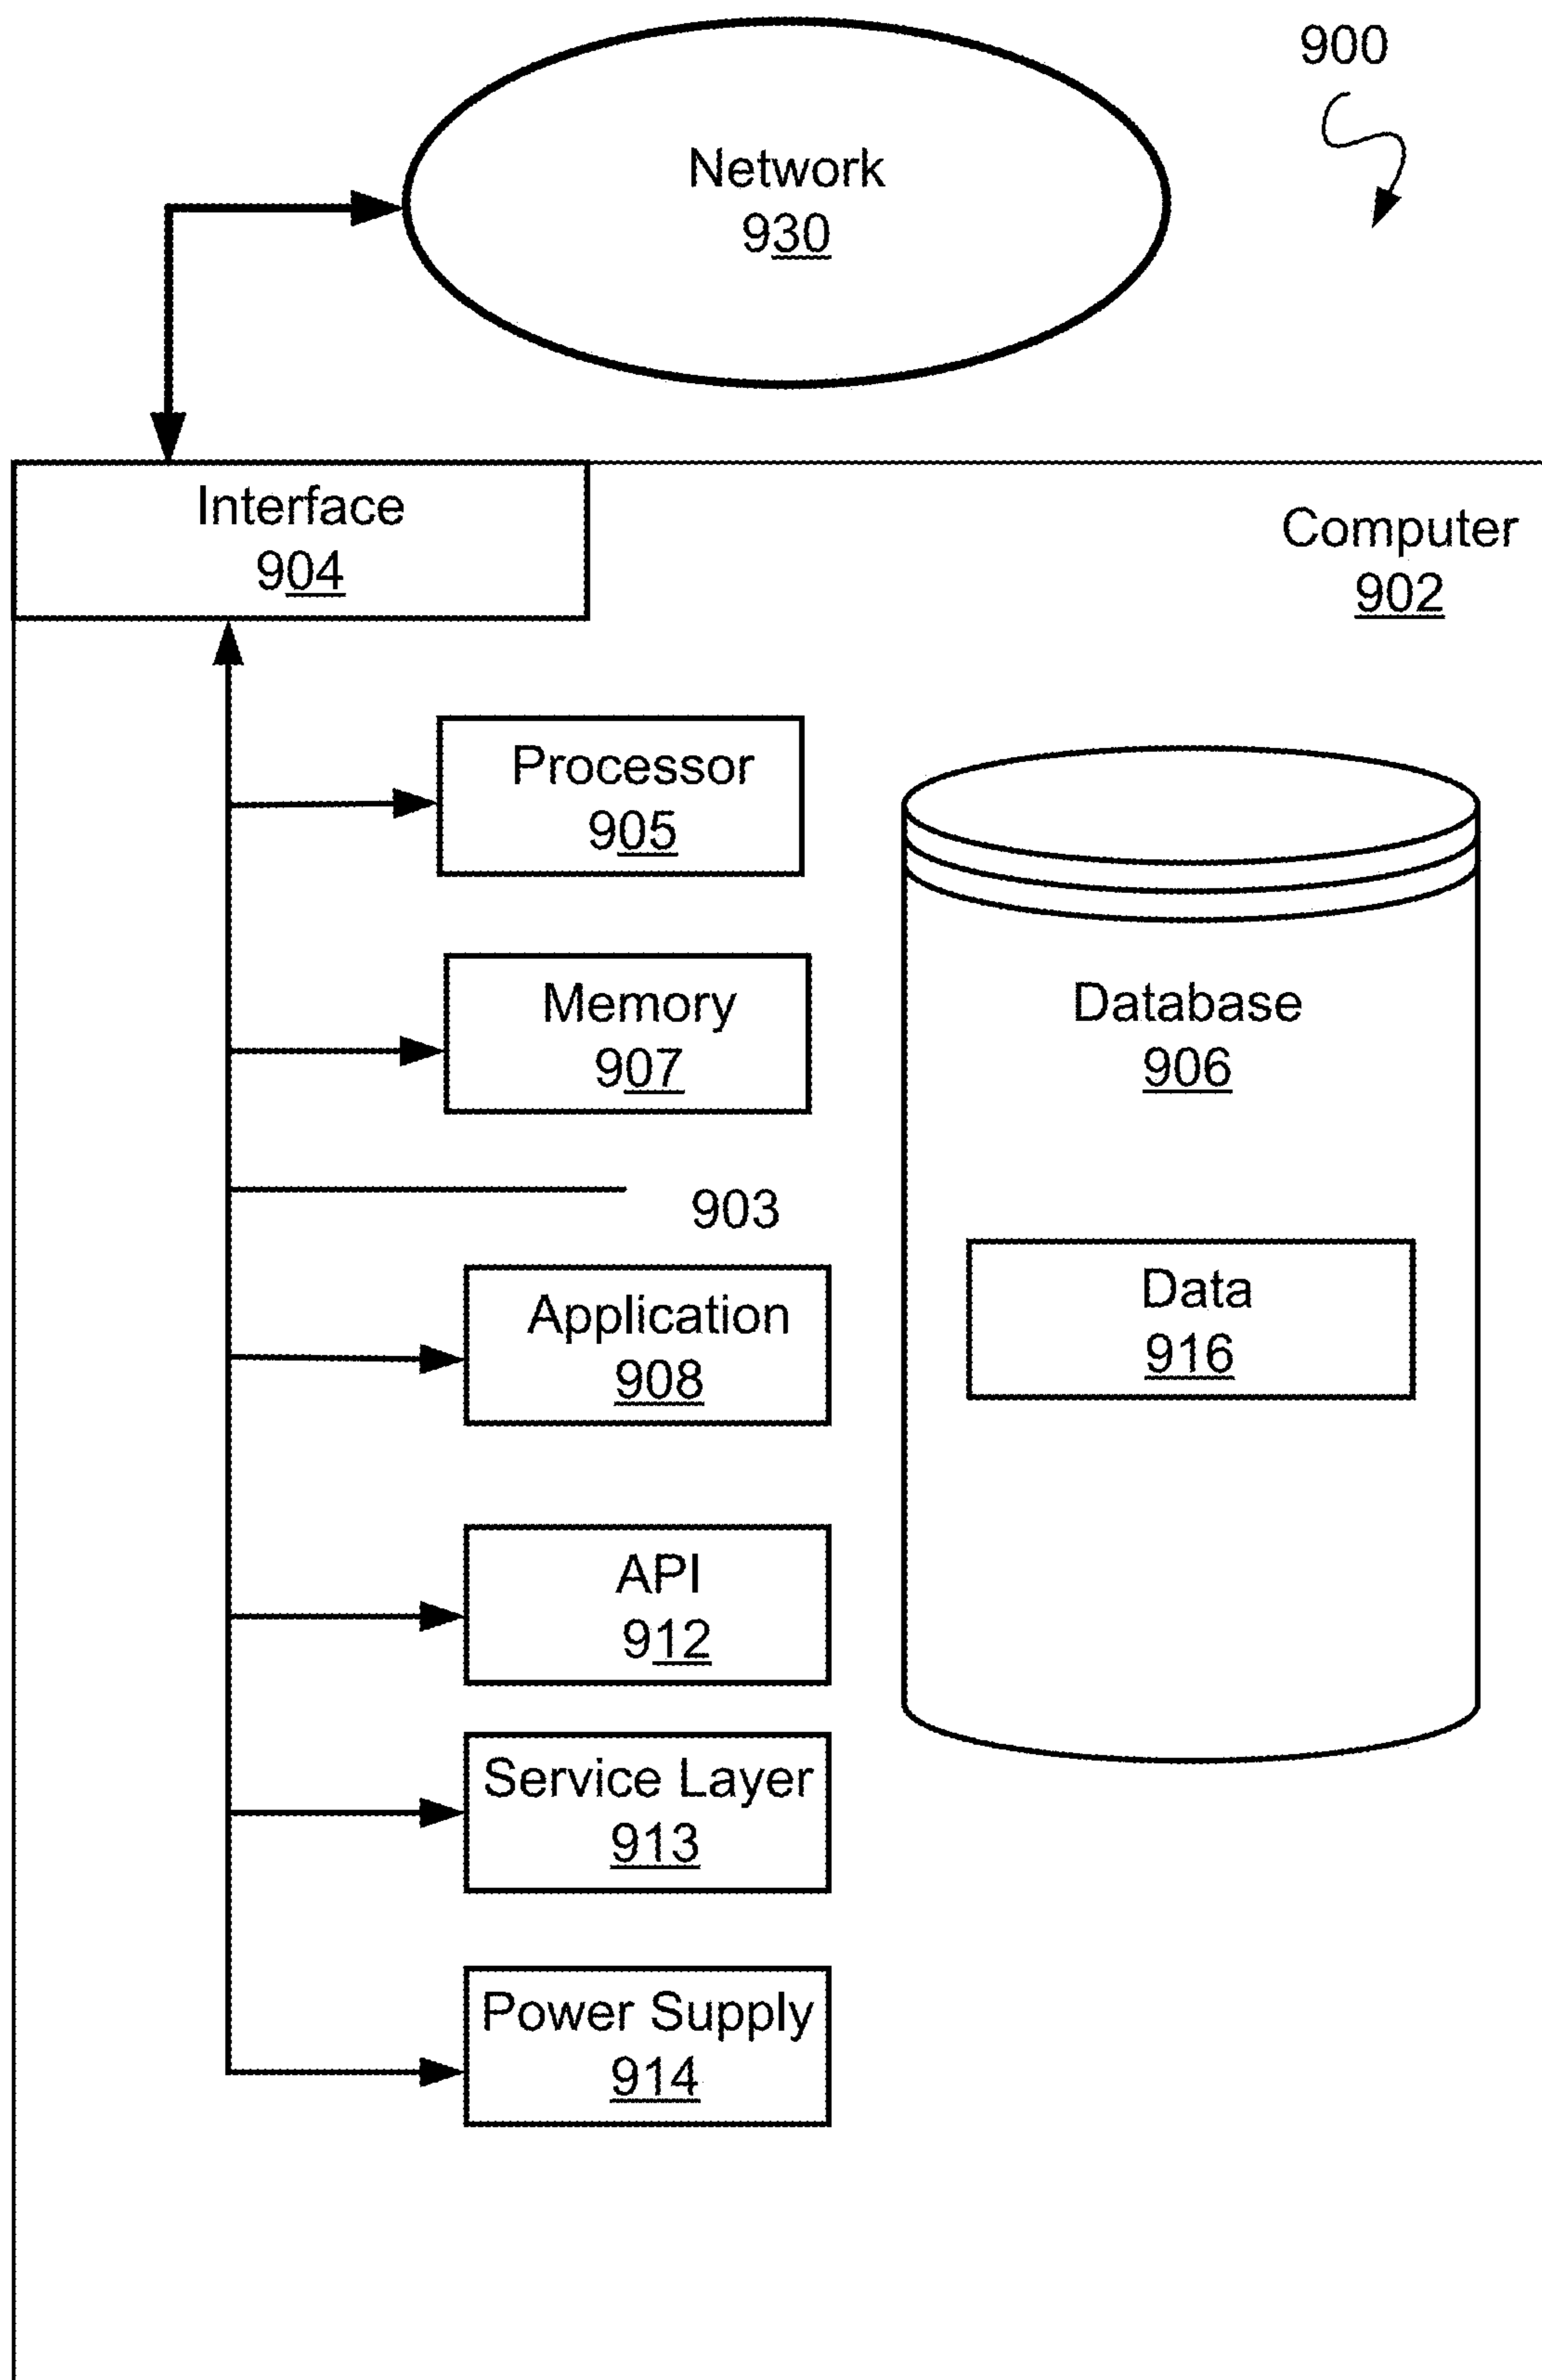 900
Network
930
Interface
904
Computer
902
Processor
905
Memory
907
Database
906
903
Application
908
Data
916
API
912
Service Layer
913
Power Supply
914